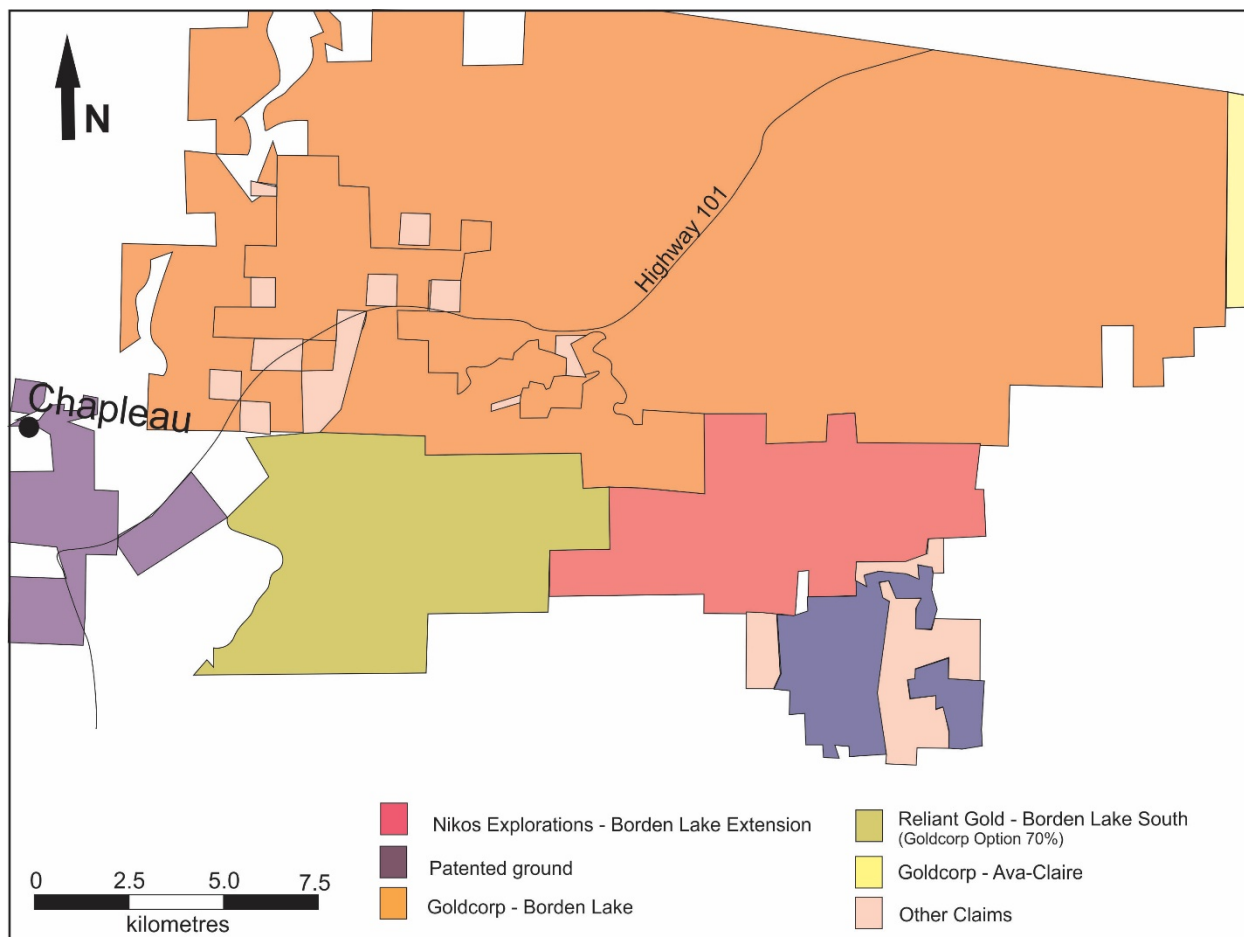 N
Highway 101
Chapleau
Nikos Explorations - Borden Lake Extension
Patented ground
Goldcorp - Borden Lake
Reliant Gold - Borden Lake South
(Goldcorp Option 70%)
Goldcorp - Ava-Claire
Other Claims
0 2.5 5.0 7.5
kilometres